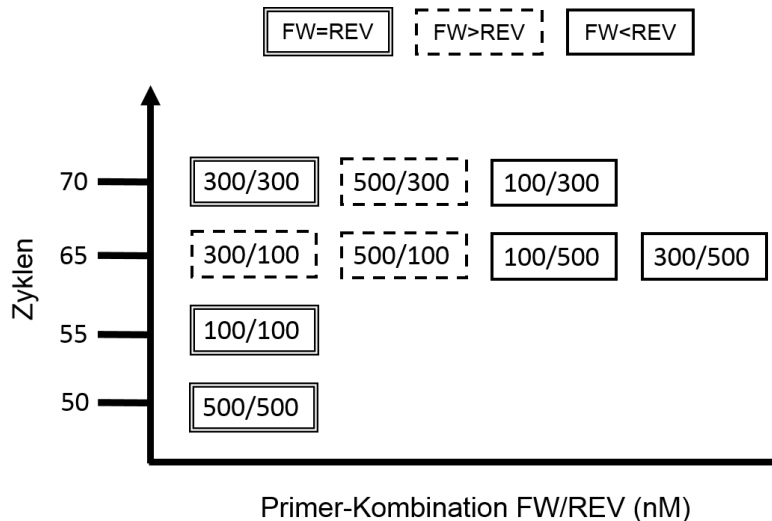 FW=REV FW>REV FW<REV
Zyklen
70 300/300 500/300 100/300
65 300/100 500/100 100/500 300/500
55 100/100
50 500/500
Primer-Kombination FW/REV (nM)